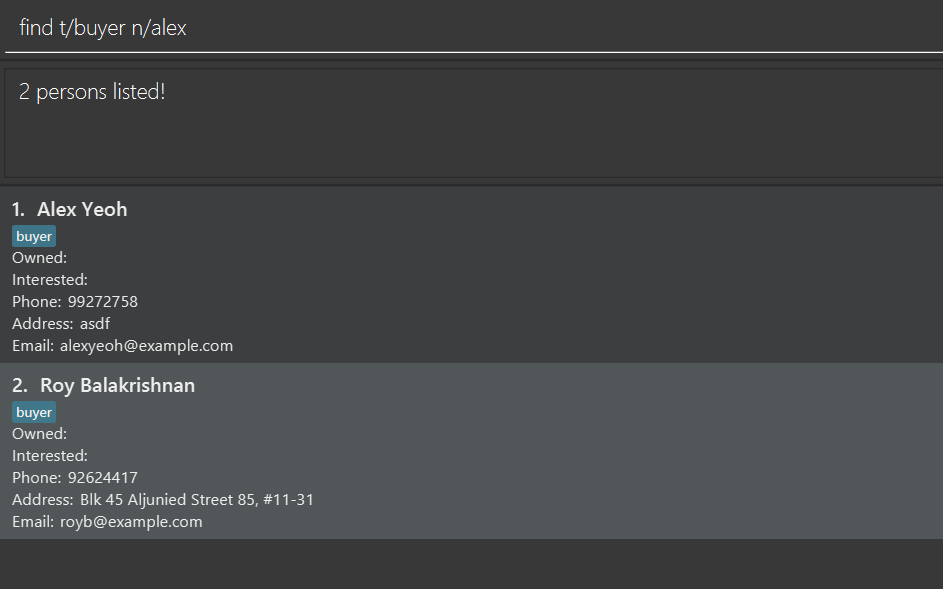 find t/buyer n/alex
2 persons listed!
1. Alex Yeoh
buyer
Owned:
Interested:
Phone: 99272758
Address: asdf
Email: alexyeoh@example.com
2. Roy Balakrishnan
buyer
Owned:
Interested:
Phone: 92624417
Address: Blk 45 Aljunied Street 85, #11-31
Email: royb@example.com